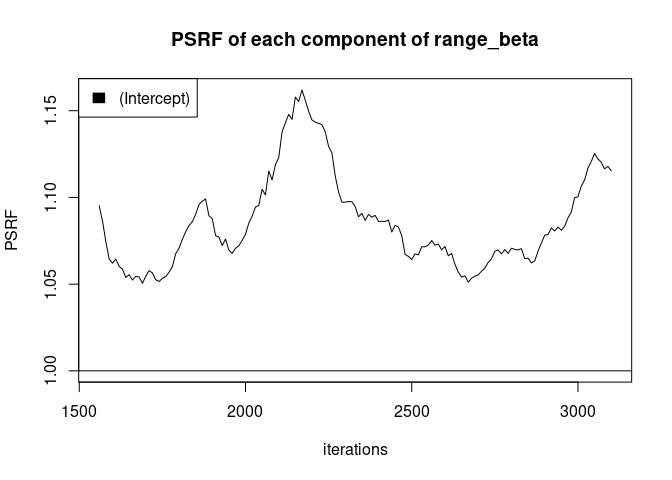 PSRF of each component of range_beta
(Intercept)
1.15
1.10
1.05
1.00
PSRF
1500 2000 2500 3000
iterations